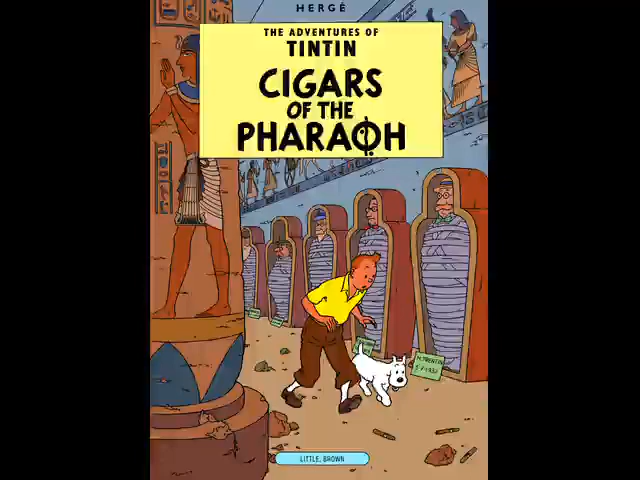 HERGÉ
THE ADVENTURES OF
TINTIN
CIGARS
OF THE
PHARAOH
LITTLE, BROWN